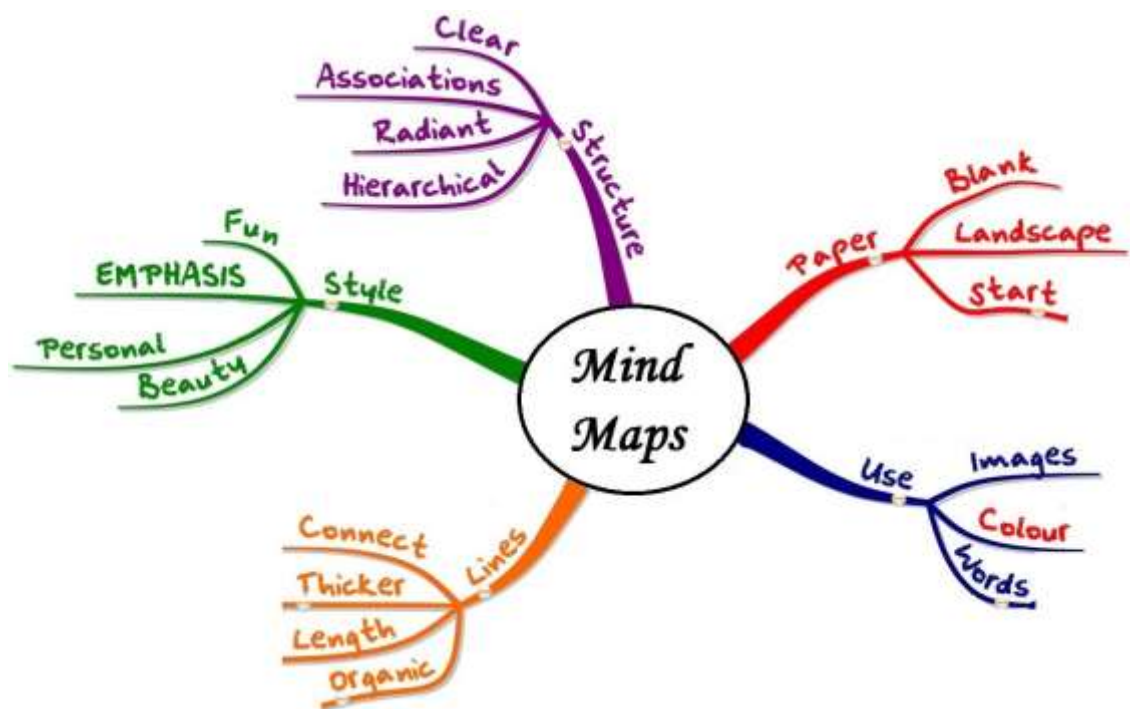 Mind
Maps
Paper
Blank
Landscape
Start
Use
Images
Colour
Words
Lines
Connect
Thicker
Length
Organic
Style
Fun
EMPHASIS
Personal
Beauty
Structure
Clear
Associations
Radiant
Hierarchical